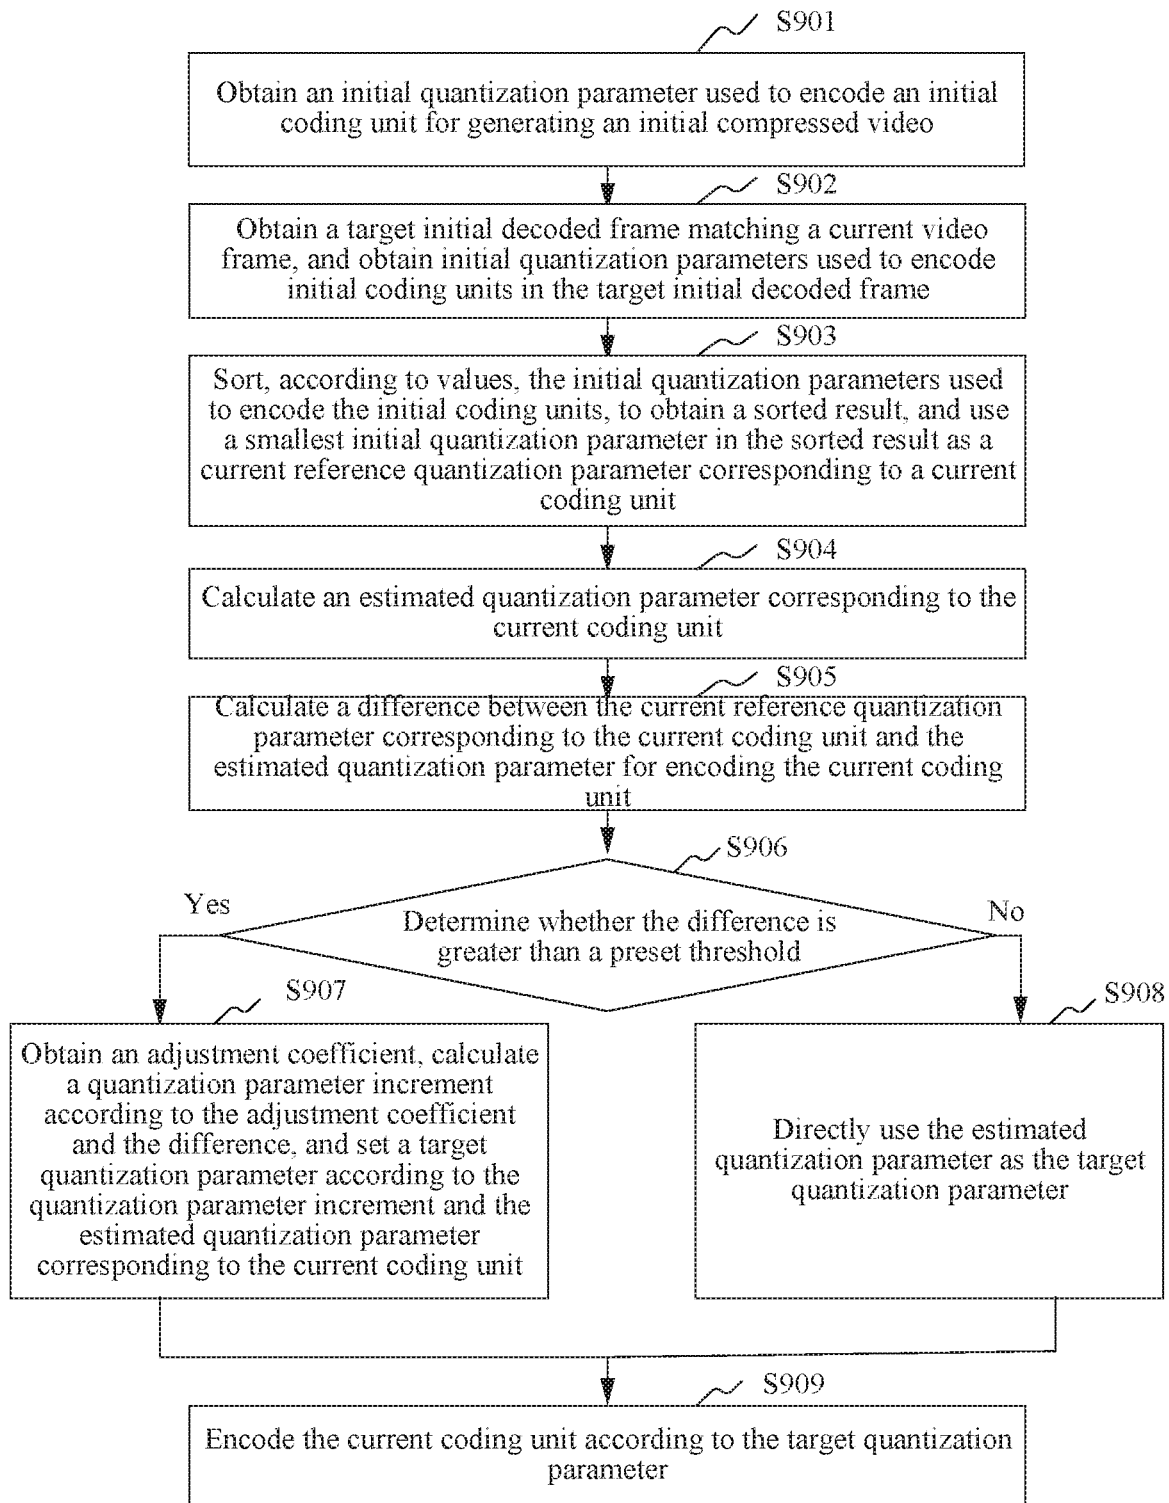 S901
Obtain an initial quantization parameter used to encode an initial
coding unit for generating an initial compressed video
S902
Obtain a target initial decoded frame matching a current video
frame, and obtain initial quantization parameters used to encode
initial coding units in the target initial decoded frame
S903
Sort, according to values, the initial quantization parameters used
to encode the initial coding units, to obtain a sorted result, and use
a smallest initial quantization parameter in the sorted result as a
current reference quantization parameter corresponding to a current
coding unit
S904
Calculate an estimated quantization parameter corresponding to the
current coding unit
S905
Calculate a difference between the current reference quantization
parameter corresponding to the current coding unit and the
estimated quantization parameter for encoding the current coding
unit
S906
Yes
Determine whether the difference is
greater than a preset threshold
No
S907
Obtain an adjustment coefficient, calculate
a quantization parameter increment
according to the adjustment coefficient
and the difference, and set a target
quantization parameter according to the
quantization parameter increment and the
estimated quantization parameter
corresponding to the current coding unit
S908
Directly use the estimated
quantization parameter as the target
quantization parameter
S909
Encode the current coding unit according to the target quantization
parameter